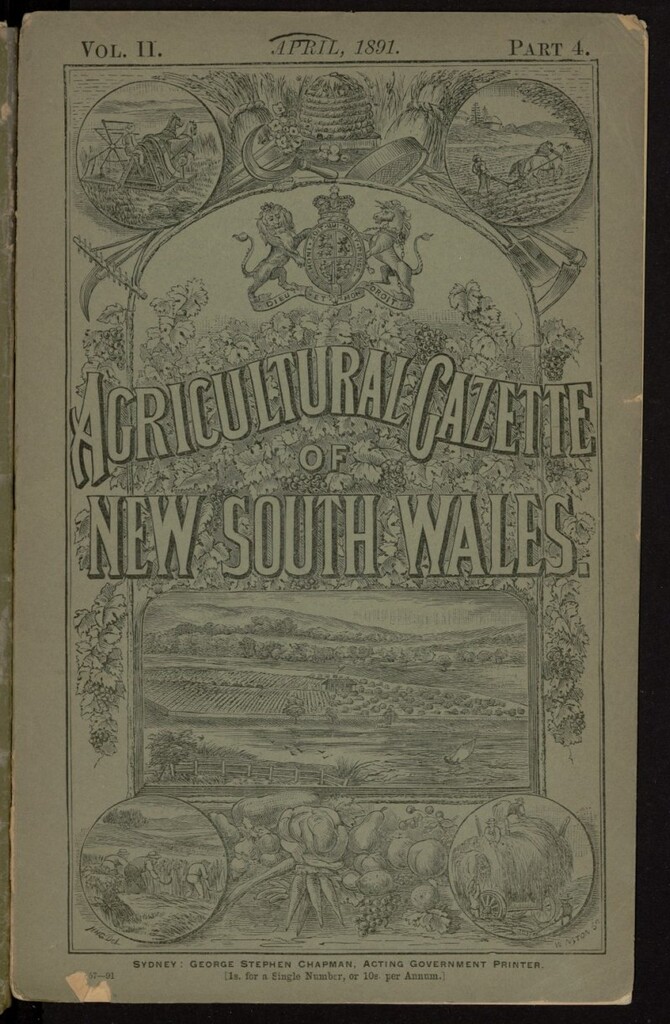 VOL. II. APRIL, 1891. PART 4.
DIEU ET MON DROIT
AGRICULTURAL GAZETTE
OF
NEW SOUTH WALES.
SYDNEY: GEORGE STEPHEN CHAPMAN, ACTING GOVERNMENT PRINTER.
[1s. for a Single Number, or 10s. per Annum.]